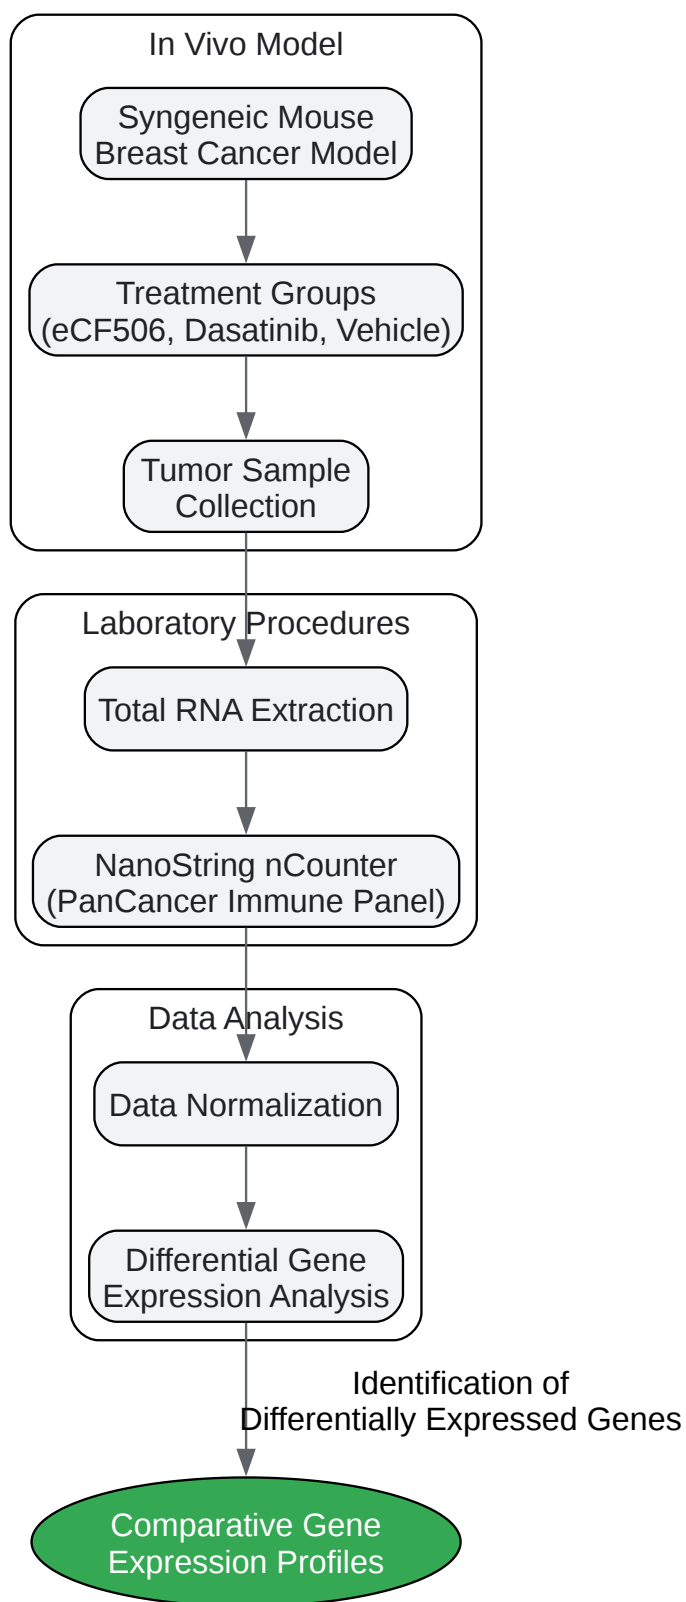 In Vivo Model
Syngeneic Mouse
Breast Cancer Model
Treatment Groups
(eCF506, Dasatinib, Vehicle)
Tumor Sample
Collection
Laboratory Procedures
Total RNA Extraction
NanoString nCounter
(PanCancer Immune Panel)
Data Analysis
Data Normalization
Differential Gene
Expression Analysis
Identification of
Differentially Expressed Genes
Comparative Gene
Expression Profiles